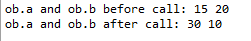 ob.a and ob.b before call: 15 20
ob.a and ob.b after call: 30 10